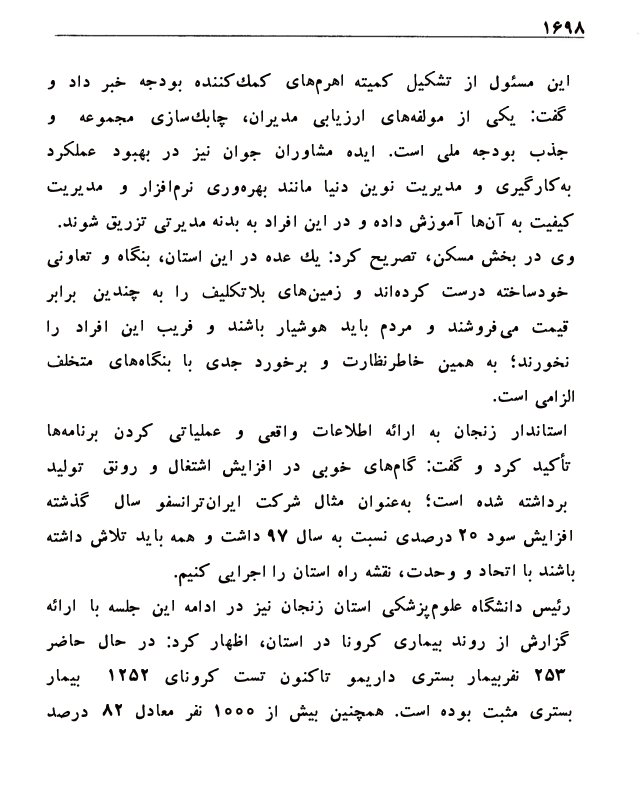 ۱۶۹۸
این مسئول از تشکیل کمیته اهرم‌های کمك‌کننده بودجه خبر داد و
گفت: یکی از مولفه‌های ارزیابی مدیران، چابك‌سازی مجموعه و
جذب بودجه ملی است. ایده مشاوران جوان نیز در بهبود عملکرد
به‌کارگیری و مدیریت نوین دنیا مانند بهره‌وری نرم‌افزار و مدیریت
کیفیت به آن‌ها آموزش داده و در این افراد به بدنه مدیرتی تزریق شوند.
وی در بخش مسکن، تصریح کرد: یك عده در این استان، بنگاه و تعاونی
خودساخته درست کرده‌اند و زمین‌های بلاتکلیف را به چندین برابر
قیمت می‌فروشند و مردم باید هوشیار باشند و فریب این افراد را
نخورند؛ به همین خاطرنظارت و برخورد جدی با بنگاه‌های متخلف
الزامی است.
استاندار زنجان به ارائه اطلاعات واقعی و عملیاتی کردن برنامه‌ها
تأکید کرد و گفت: گام‌های خوبی در افزایش اشتغال و رونق تولید
برداشته شده است؛ به‌عنوان مثال شرکت ایران‌ترانسفو سال گذشته
افزایش سود ۲۰ درصدی نسبت به سال ۹۷ داشت و همه باید تلاش داشته
باشند با اتحاد و وحدت، نقشه راه استان را اجرایی کنیم.
رئیس دانشگاه علوم‌پزشکی استان زنجان نیز در ادامه این جلسه با ارائه
گزارش از روند بیماری کرونا در استان، اظهار کرد: در حال حاضر
۲۵۳ نفربیمار بستری داریمو تاکنون تست کرونای ۱۲۵۲ بیمار
بستری مثبت بوده است. همچنین بیش از ۱۰۰۰ نفر معادل ۸۲ درصد